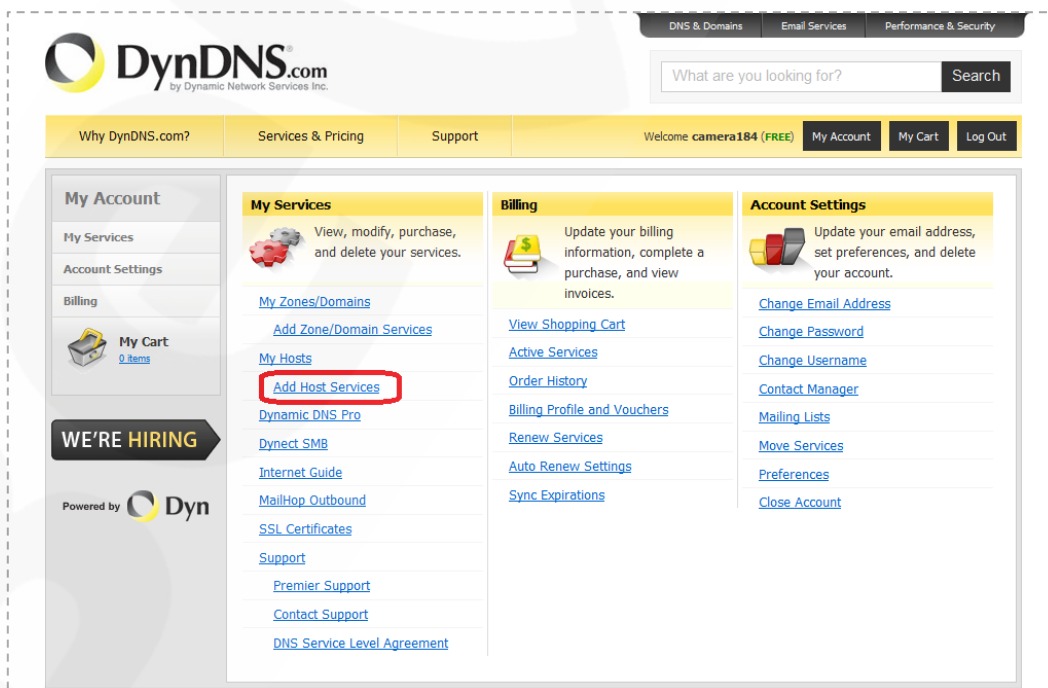 DNS & Domains Email Services Performance & Security
DynDNS.com
by Dynamic Network Services Inc.
What are you looking for? Search
Why DynDNS.com? Services & Pricing Support Welcome camera184 (FREE) My Account My Cart Log Out
My Account
My Services
Account Settings
Billing
My Cart
0 items
WE'RE HIRING
Powered by Dyn
My Services
View, modify, purchase,
and delete your services.
My Zones/Domains
Add Zone/Domain Services
My Hosts
Add Host Services
Dynamic DNS Pro
Dynect SMB
Internet Guide
MailHop Outbound
SSL Certificates
Support
Premier Support
Contact Support
DNS Service Level Agreement
Billing
Update your billing
information, complete a
purchase, and view
invoices.
View Shopping Cart
Active Services
Order History
Billing Profile and Vouchers
Renew Services
Auto Renew Settings
Sync Expirations
Account Settings
Update your email address,
set preferences, and delete
your account.
Change Email Address
Change Password
Change Username
Contact Manager
Mailing Lists
Move Services
Preferences
Close Account